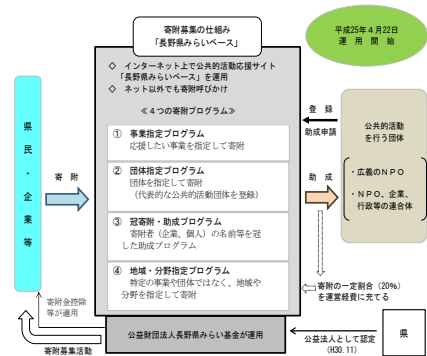 寄附募集の仕組み
「長野県みらいベース」
平成25年４月22日
運 用 開 始
◇ インターネット上で公共的活動応援サイト
「長野県みらいベース」を運用
◇ ネット以外でも寄附呼びかけ
≪４つの寄附プログラム≫
① 事業指定プログラム
応援したい事業を指定して寄附
② 団体指定プログラム
団体を指定して寄附
（代表的な公共的活動団体を登録）
③ 冠寄附・助成プログラム
寄附者（企業、個人）の名前等を冠
した助成プログラム
④ 地域・分野指定プログラム
特定の事業や団体ではなく、地域や
分野を指定して寄附
公益財団法人長野県みらい基金が運用
県民・企業等
寄 附
寄附金控除
等が適用
寄附募集活動
登 録
助成申請
助 成
公共的活動
を行う団体
・広義のＮＰＯ
・ＮＰＯ、企業、
行政等の連合体
寄附の一定割合（20%）
を運営経費に充てる
公益法人として認定
（H30.11）
県